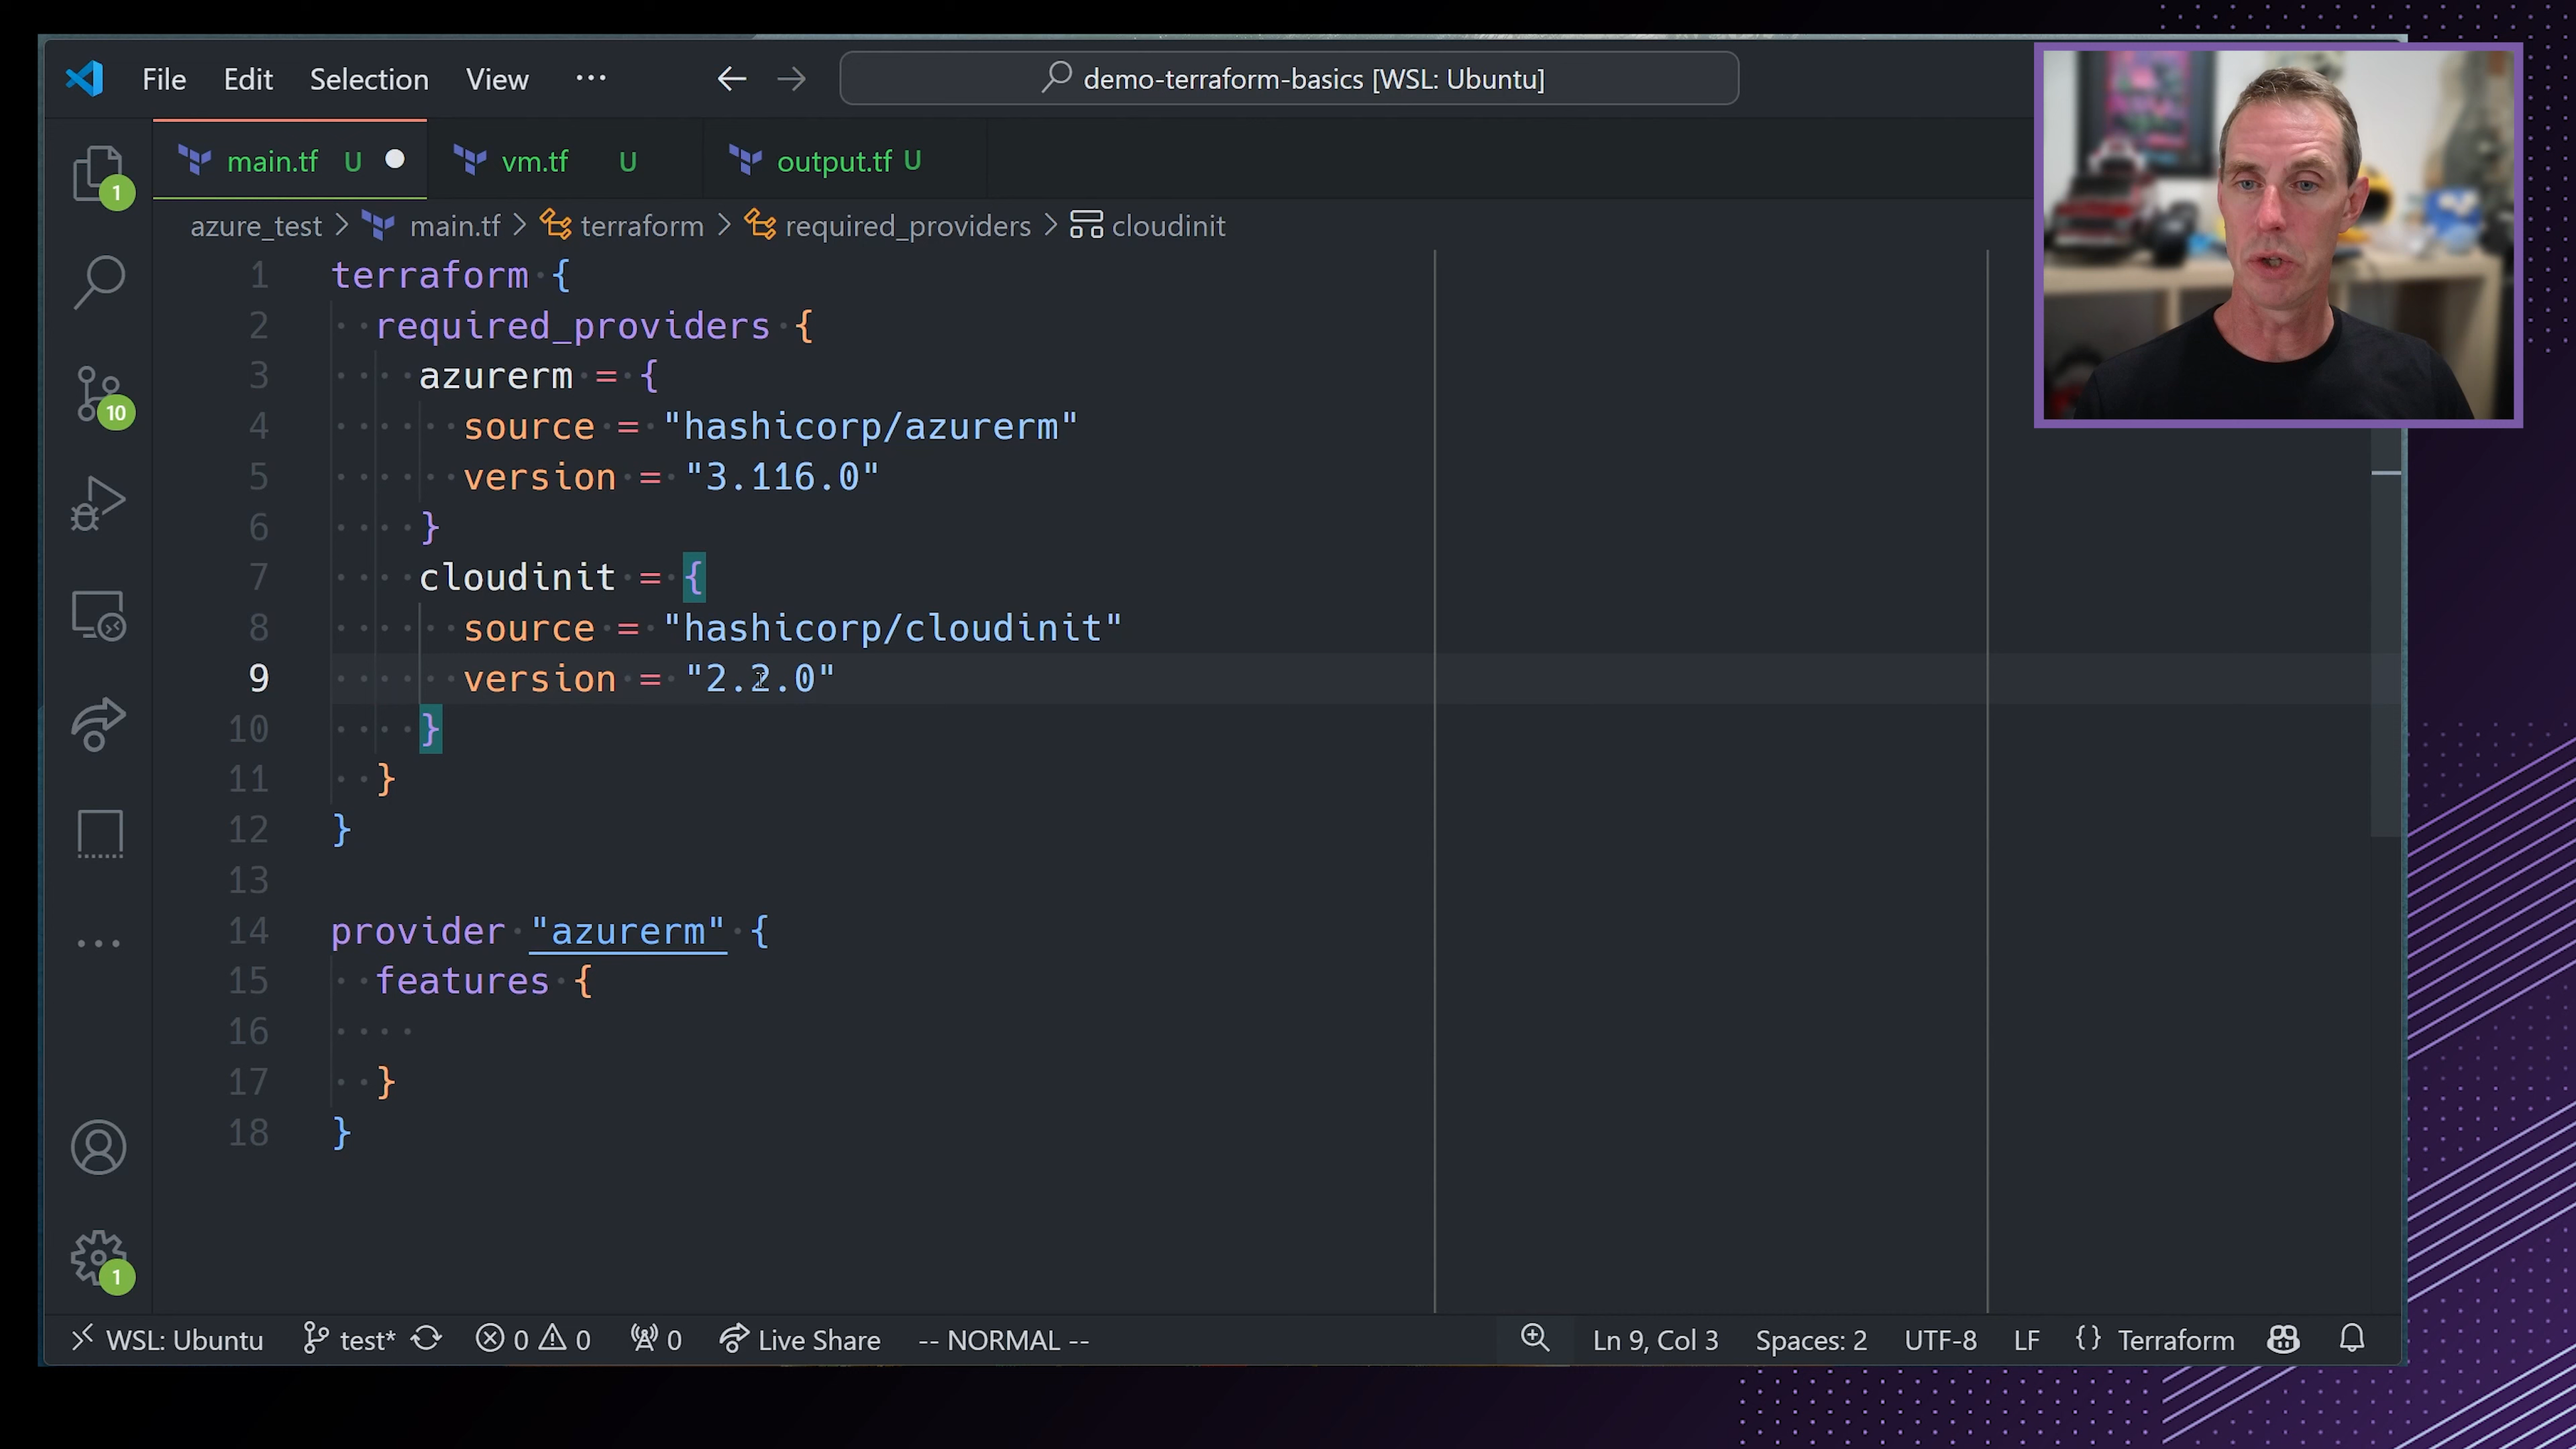 File Edit Selection View ··· demo-terraform-basics [WSL: Ubuntu]
main.tf U vm.tf U output.tf U
azure_test > main.tf > terraform > required_providers > cloudinit
1 terraform {
2 required_providers {
3 azurerm = {
4 source = "hashicorp/azurerm"
5 version = "3.116.0"
6 }
7 cloudinit = {
8 source = "hashicorp/cloudinit"
9 version = "2.2.0"
10 }
11 }
12 }
13
14 provider "azurerm" {
15 features {
16
17 }
18 }
1
10
1
WSL: Ubuntu test* 0 0 0 Live Share -- NORMAL -- Ln 9, Col 3 Spaces: 2 UTF-8 LF {} Terraform